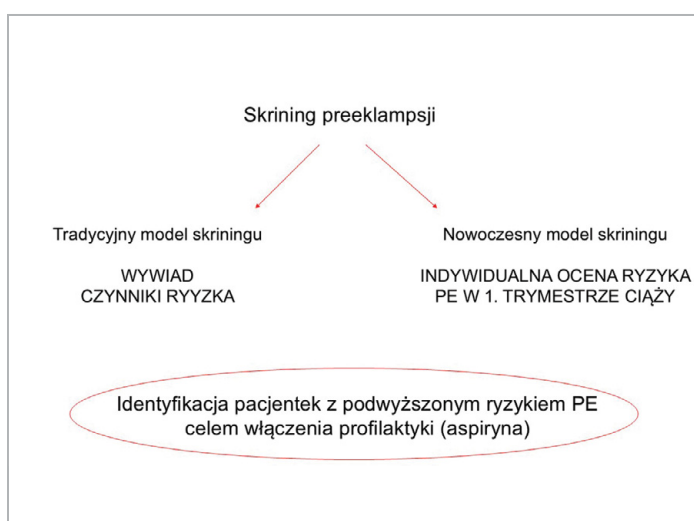 Skrining preeklampsji
Tradycyjny model skriningu
WYWIAD
CZYNNIKI RYYZKA
Nowoczesny model skriningu
INDYWIDUALNA OCENA RYZYKA
PE W 1. TRYMESTRZE CIĄŻY
Identyfikacja pacjentek z podwyższonym ryzykiem PE
celem włączenia profilaktyki (aspiryna)